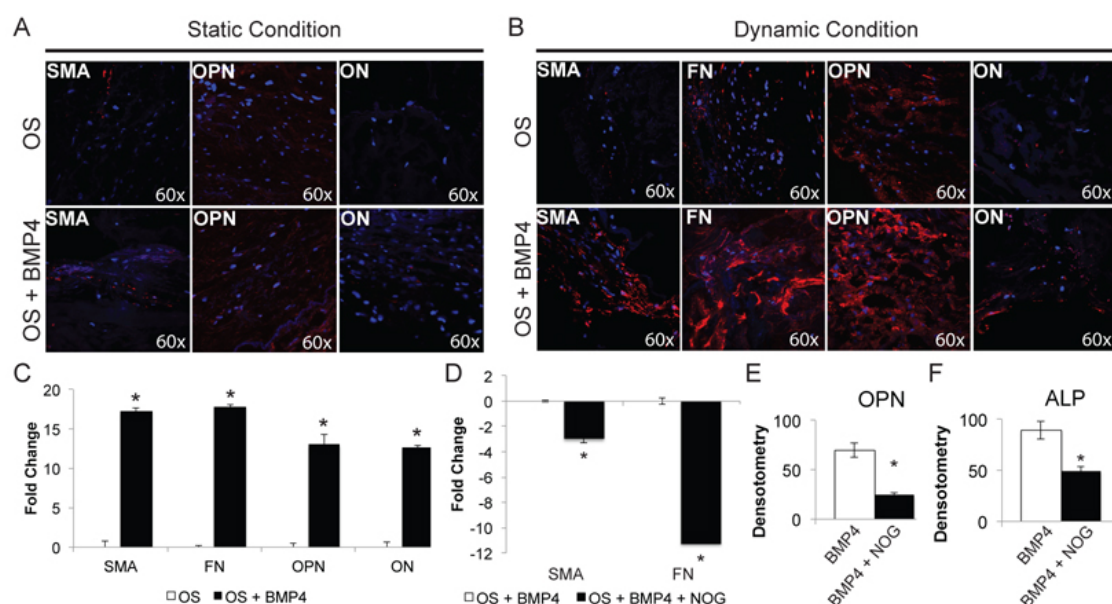 A Static Condition
B Dynamic Condition
OS
SMA OPN ON
60x 60x 60x
SMA FN OPN ON
60x 60x 60x 60x
OS + BMP4
SMA OPN ON
60x 60x 60x
SMA FN OPN ON
60x 60x 60x 60x
C
Fold Change
20
15
10
5
0
* * * *
SMA FN OPN ON
OS OS + BMP4
D
Fold Change
2
0
-2
-4
-6
-8
-10
-12
* *
SMA FN
OS + BMP4 OS + BMP4 + NOG
E
OPN
Densotometry
100
50
0
*
BMP4
BMP4 + NOG
F
ALP
Densotometry
100
50
0
*
BMP4
BMP4 + NOG